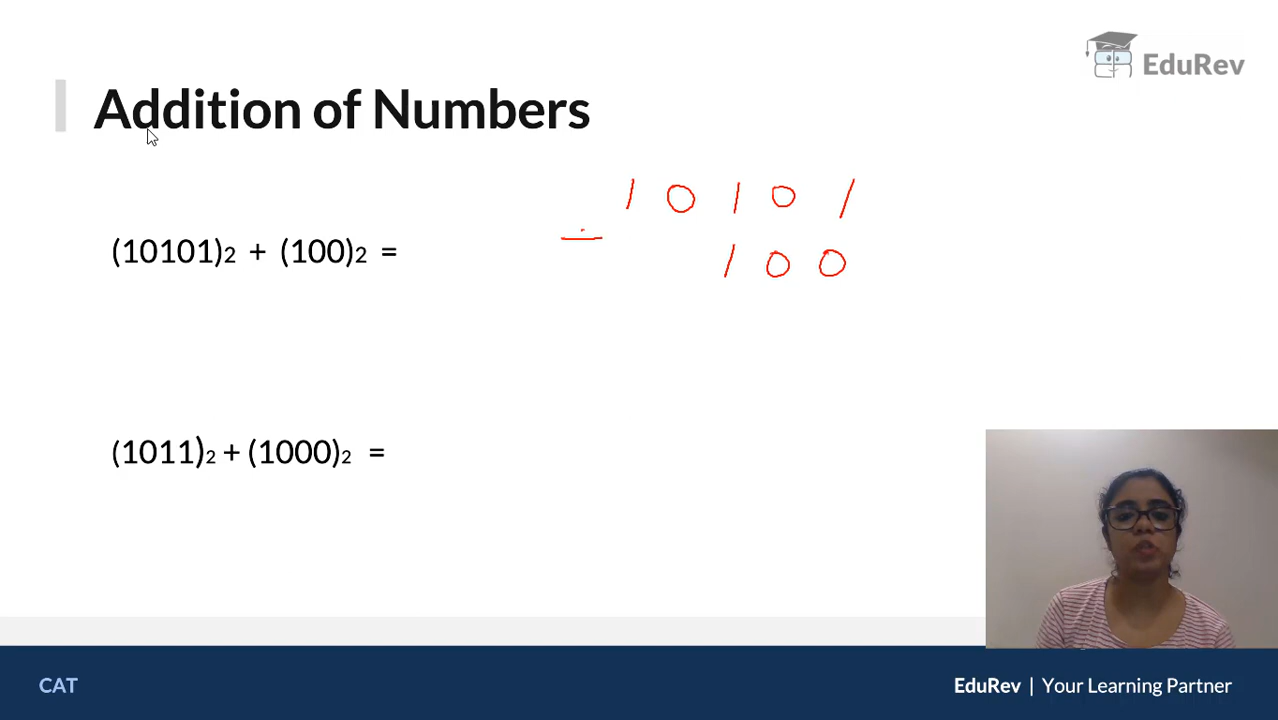 EduRev
Addition of Numbers
1 0 1 0 1
(10101)2 + (100)2 =
1 0 0
(1011)2 + (1000)2 =
CAT
EduRev | Your Learning Partner